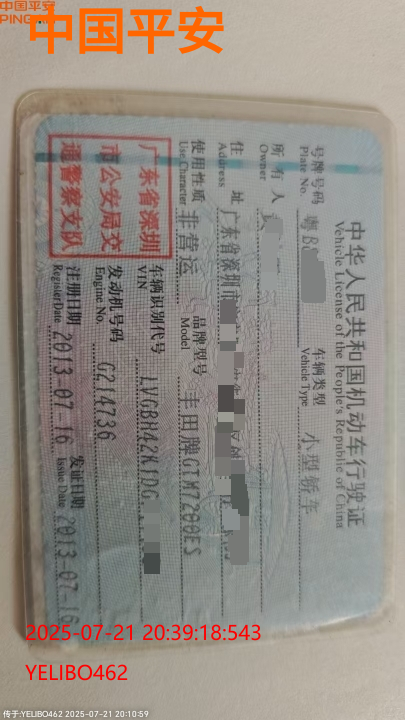 中国平安
PING
中国平安
中华人民共和国机动车行驶证
Vehicle License of the People's Republic of China
号牌号码 粤B 车辆类型 小型轿车
Plate No. Vehicle Type
所有人
Owner
住址 广东省深圳市
Address
使用性质 非营运 品牌型号 丰田牌GTM7200ES
Use Character Model
广东省深圳
市公安局交
通警察支队
车辆识别代号 LVGBH42K1DG
VIN
发动机号码 G214736
Engine No.
注册日期 2013-07-16 发证日期 2013-07-16
Register Date Issue Date
2025-07-21 20:39:18:543
YELIBO462
传于:YELIBO462 2025-07-21 20:10:59